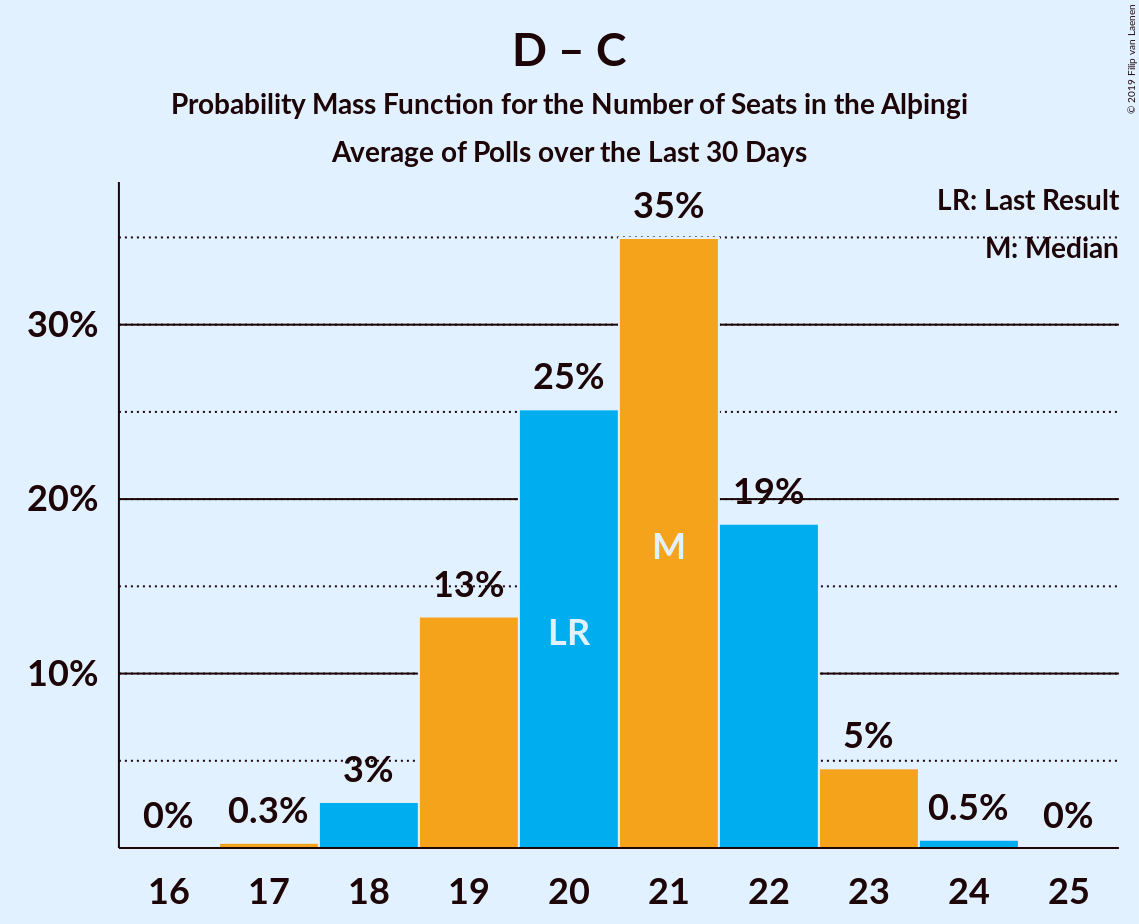 D – C
Probability Mass Function for the Number of Seats in the Alþingi
Average of Polls over the Last 30 Days
© 2019 Filip van Laenen
LR: Last Result
M: Median
35%
30%
25%
20%
19%
M
13%
LR
10%
5%
3%
0%
0.3%
0.5%
0%
16 17 18 19 20 21 22 23 24 25